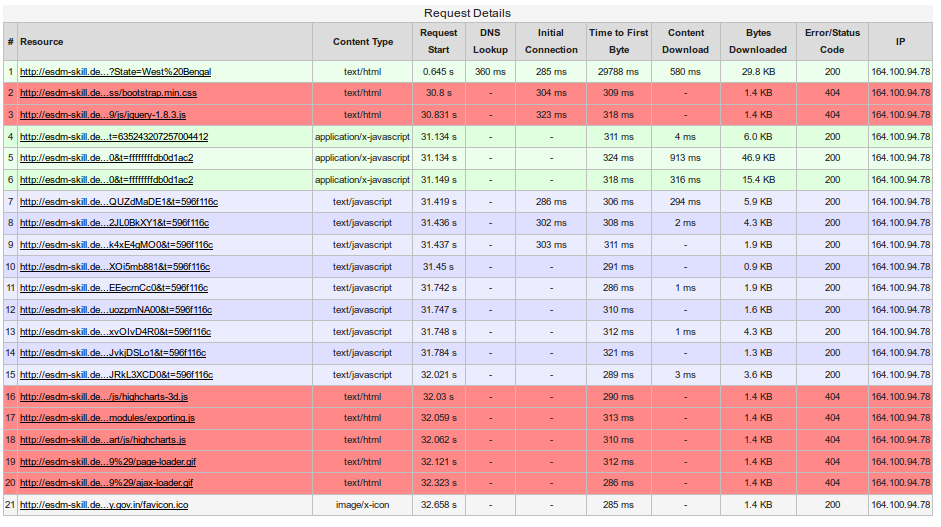 Request Details
# Resource Content Type Request Start DNS Lookup Initial Connection Time to First Byte Content Download Bytes Downloaded Error/Status Code IP
1 http://esdm-skill.de...?State=West%20Bengal text/html 0.645 s 360 ms 285 ms 29788 ms 580 ms 29.8 KB 200 164.100.94.78
2 http://esdm-skill.de...ss/bootstrap.min.css text/html 30.8 s - 304 ms 309 ms - 1.4 KB 404 164.100.94.78
3 http://esdm-skill.de...9/js/jquery-1.8.3.js text/html 30.831 s - 323 ms 318 ms - 1.4 KB 404 164.100.94.78
4 http://esdm-skill.de...t=635243207257004412 application/x-javascript 31.134 s - - 311 ms 4 ms 6.0 KB 200 164.100.94.78
5 http://esdm-skill.de...0&t=ffffffffdb0d1ac2 application/x-javascript 31.134 s - - 324 ms 913 ms 46.9 KB 200 164.100.94.78
6 http://esdm-skill.de...0&t=ffffffffdb0d1ac2 application/x-javascript 31.149 s - - 318 ms 316 ms 15.4 KB 200 164.100.94.78
7 http://esdm-skill.de...QUZdMaDE1&t=596f116c text/javascript 31.419 s - 286 ms 306 ms 294 ms 5.9 KB 200 164.100.94.78
8 http://esdm-skill.de...2JL0BkXY1&t=596f116c text/javascript 31.436 s - 302 ms 308 ms 2 ms 4.3 KB 200 164.100.94.78
9 http://esdm-skill.de...k4xE4gMO0&t=596f116c text/javascript 31.437 s - 303 ms 311 ms - 1.9 KB 200 164.100.94.78
10 http://esdm-skill.de...XOi5mb881&t=596f116c text/javascript 31.45 s - - 291 ms - 0.9 KB 200 164.100.94.78
11 http://esdm-skill.de...EEecrnCc0&t=596f116c text/javascript 31.742 s - - 286 ms 1 ms 1.9 KB 200 164.100.94.78
12 http://esdm-skill.de...uozpmNA00&t=596f116c text/javascript 31.747 s - - 310 ms - 1.6 KB 200 164.100.94.78
13 http://esdm-skill.de...xvOIvD4R0&t=596f116c text/javascript 31.748 s - - 312 ms 1 ms 4.3 KB 200 164.100.94.78
14 http://esdm-skill.de...JvkjDSLo1&t=596f116c text/javascript 31.784 s - - 321 ms - 1.3 KB 200 164.100.94.78
15 http://esdm-skill.de...JRkL3XCD0&t=596f116c text/javascript 32.021 s - - 289 ms 3 ms 3.6 KB 200 164.100.94.78
16 http://esdm-skill.de.../js/highcharts-3d.js text/html 32.03 s - - 290 ms - 1.4 KB 404 164.100.94.78
17 http://esdm-skill.de...modules/exporting.js text/html 32.059 s - - 313 ms - 1.4 KB 404 164.100.94.78
18 http://esdm-skill.de...art/js/highcharts.js text/html 32.062 s - - 310 ms - 1.4 KB 404 164.100.94.78
19 http://esdm-skill.de...9%29/page-loader.gif text/html 32.121 s - - 312 ms - 1.4 KB 404 164.100.94.78
20 http://esdm-skill.de...9%29/ajax-loader.gif text/html 32.323 s - - 286 ms - 1.4 KB 404 164.100.94.78
21 http://esdm-skill.de...y.gov.in/favicon.ico image/x-icon 32.658 s - - 285 ms - 1.4 KB 200 164.100.94.78